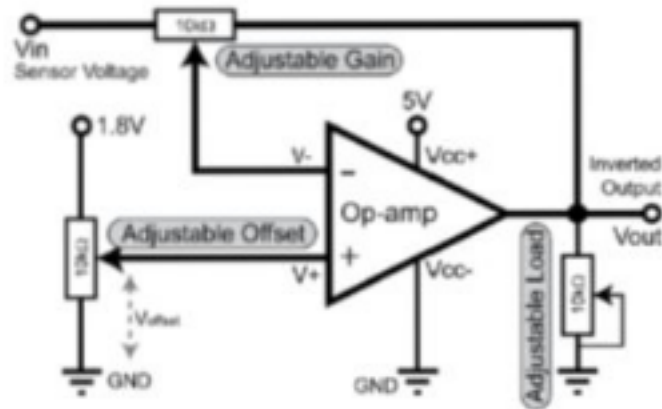 10kΩ
Vin
Sensor Voltage
Adjustable Gain
1.8V
5V
V-
Vcc+
-
Inverted
Output
Op-amp
Vout
Adjustable Offset
10kΩ
V+
+
Vcc-
Adjustable Load
10kΩ
Voffset
GND
GND